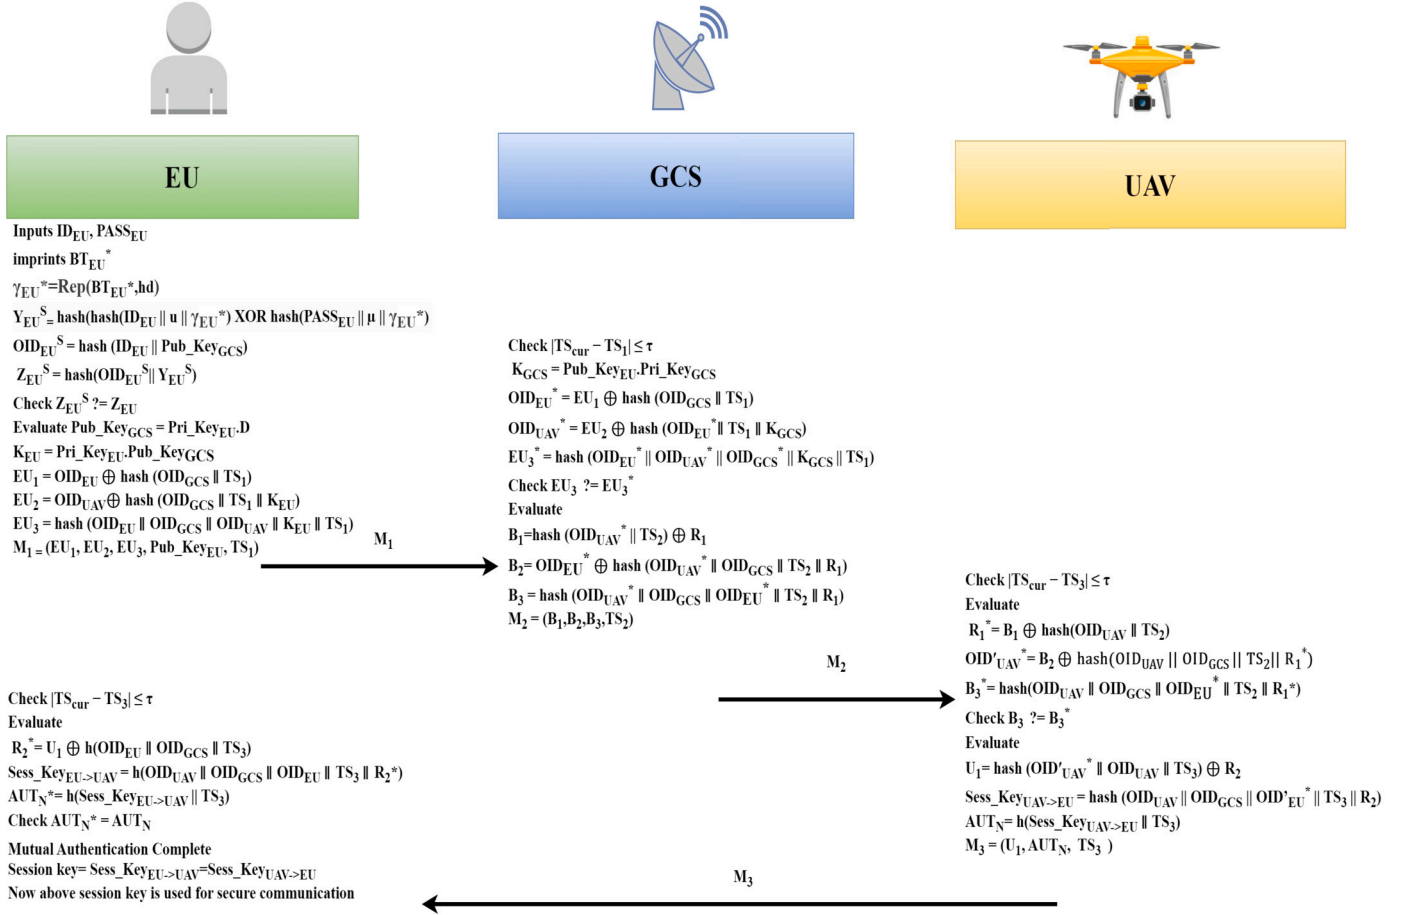 EU
Inputs ID_EU, PASS_EU
imprints BT_EU*
γ_EU*=Rep(BT_EU*,hd)
Y_EU^S = hash(hash(ID_EU || u || γ_EU*) XOR hash(PASS_EU || μ || γ_EU*)
OID_EU^S = hash (ID_EU || Pub_Key_GCS)
Z_EU^S = hash(OID_EU^S || Y_EU^S)
Check Z_EU^S ?= Z_EU
Evaluate Pub_Key_GCS = Pri_Key_EU.D
K_EU = Pri_Key_EU.Pub_Key_GCS
EU_1 = OID_EU ⊕ hash (OID_GCS || TS_1)
EU_2 = OID_UAV ⊕ hash (OID_GCS || TS_1 || K_EU)
EU_3 = hash (OID_EU || OID_GCS || OID_UAV || K_EU || TS_1)
M_1 = (EU_1, EU_2, EU_3, Pub_Key_EU, TS_1)
M_1
GCS
Check |TS_cur − TS_1| ≤ τ
K_GCS = Pub_Key_EU.Pri_Key_GCS
OID_EU* = EU_1 ⊕ hash (OID_GCS || TS_1)
OID_UAV* = EU_2 ⊕ hash (OID_EU* || TS_1 || K_GCS)
EU_3* = hash (OID_EU* || OID_UAV* || OID_GCS* || K_GCS || TS_1)
Check EU_3 ?= EU_3*
Evaluate
B_1=hash (OID_UAV* || TS_2) ⊕ R_1
B_2= OID_EU* ⊕ hash (OID_UAV* || OID_GCS || TS_2 || R_1)
B_3 = hash (OID_UAV* || OID_GCS || OID_EU* || TS_2 || R_1)
M_2 = (B_1,B_2,B_3,TS_2)
M_2
UAV
Check |TS_cur − TS_3| ≤ τ
Evaluate
R_1*= B_1 ⊕ hash(OID_UAV || TS_2)
OID'_UAV*= B_2 ⊕ hash(OID_UAV || OID_GCS || TS_2 || R_1*)
B_3*= hash(OID_UAV || OID_GCS || OID_EU* || TS_2 || R_1*)
Check B_3 ?= B_3*
Evaluate
U_1= hash (OID'_UAV* || OID_UAV || TS_3) ⊕ R_2
Sess_Key_UAV->EU = hash (OID_UAV || OID_GCS || OID'_EU* || TS_3 || R_2)
AUT_N= h(Sess_Key_UAV->EU || TS_3)
M_3 = (U_1, AUT_N, TS_3 )
M_3
Check |TS_cur − TS_3| ≤ τ
Evaluate
R_2*= U_1 ⊕ h(OID_EU || OID_GCS || TS_3)
Sess_Key_EU->UAV = h(OID_UAV || OID_GCS || OID_EU || TS_3 || R_2*)
AUT_N*= h(Sess_Key_EU->UAV || TS_3)
Check AUT_N* = AUT_N
Mutual Authentication Complete
Session key= Sess_Key_EU->UAV=Sess_Key_UAV->EU
Now above session key is used for secure communication